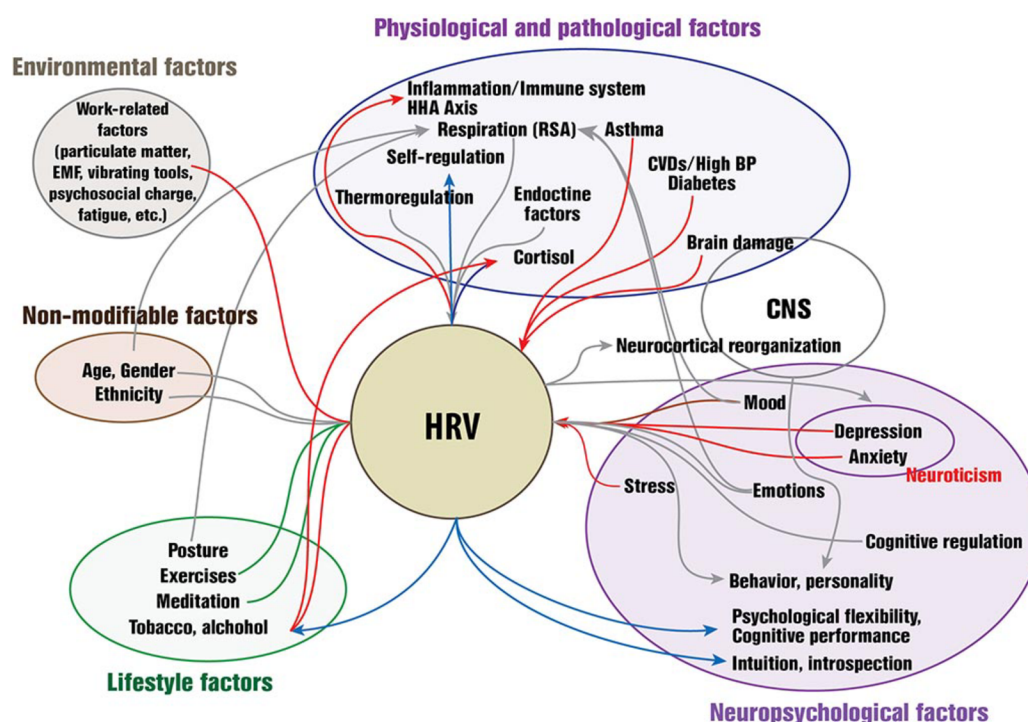 Physiological and pathological factors
Environmental factors
Work-related
factors
(particulate matter,
EMF, vibrating tools,
psychosocial charge,
fatigue, etc.)
Inflammation/Immune system
HHA Axis
Respiration (RSA)
Asthma
Self-regulation
CVDs/High BP
Diabetes
Thermoregulation
Endoctine
factors
Brain damage
Cortisol
Non-modifiable factors
Age, Gender
Ethnicity
CNS
Neurocortical reorganization
HRV
Mood
Depression
Anxiety
Neuroticism
Stress
Emotions
Cognitive regulation
Behavior, personality
Psychological flexibility,
Cognitive performance
Intuition, introspection
Posture
Exercises
Meditation
Tobacco, alchohol
Lifestyle factors
Neuropsychological factors